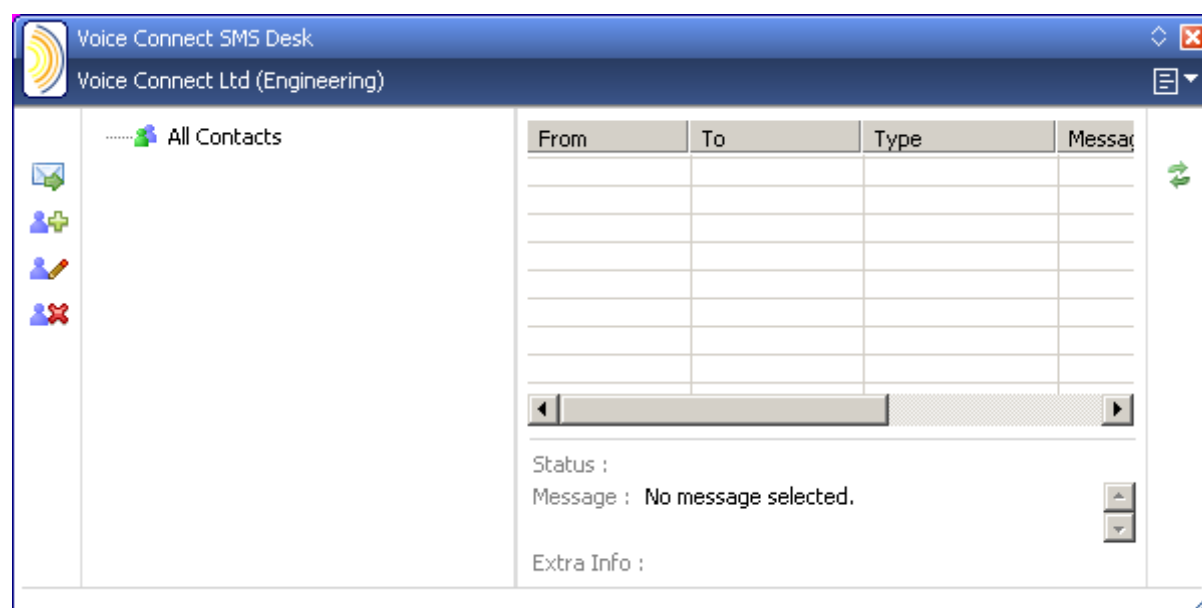 Voice Connect SMS Desk
Voice Connect Ltd (Engineering)
All Contacts
From To Type Messag
Status :
Message : No message selected.
Extra Info :